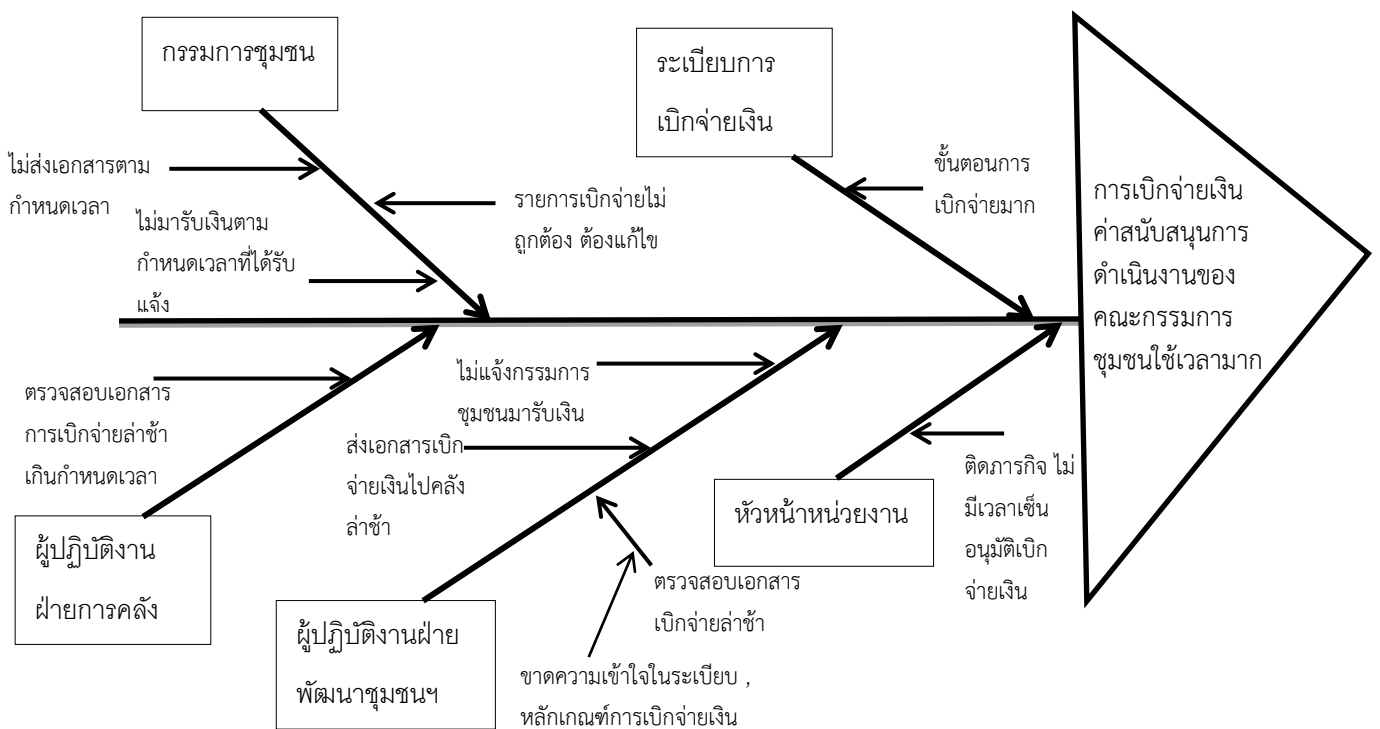 กรรมการชุมชน
ระเบียบการ
เบิกจ่ายเงิน
ไม่ส่งเอกสารตาม
กำหนดเวลา
ไม่มารับเงินตาม
กำหนดเวลาที่ได้รับ
แจ้ง
รายการเบิกจ่ายไม่
ถูกต้อง ต้องแก้ไข
ขั้นตอนการ
เบิกจ่ายมาก
การเบิกจ่ายเงิน
ค่าสนับสนุนการ
ดำเนินงานของ
คณะกรรมการ
ชุมชนใช้เวลามาก
ตรวจสอบเอกสาร
การเบิกจ่ายล่าช้า
เกินกำหนดเวลา
ไม่แจ้งกรรมการ
ชุมชนมารับเงิน
ส่งเอกสารเบิก
จ่ายเงินไปคลัง
ล่าช้า
ติดภารกิจ ไม่
มีเวลาเซ็น
อนุมัติเบิก
จ่ายเงิน
หัวหน้าหน่วยงาน
ผู้ปฏิบัติงาน
ฝ่ายการคลัง
ตรวจสอบเอกสาร
เบิกจ่ายล่าช้า
ผู้ปฏิบัติงานฝ่าย
พัฒนาชุมชนฯ
ขาดความเข้าใจในระเบียบ ,
หลักเกณฑ์การเบิกจ่ายเงิน